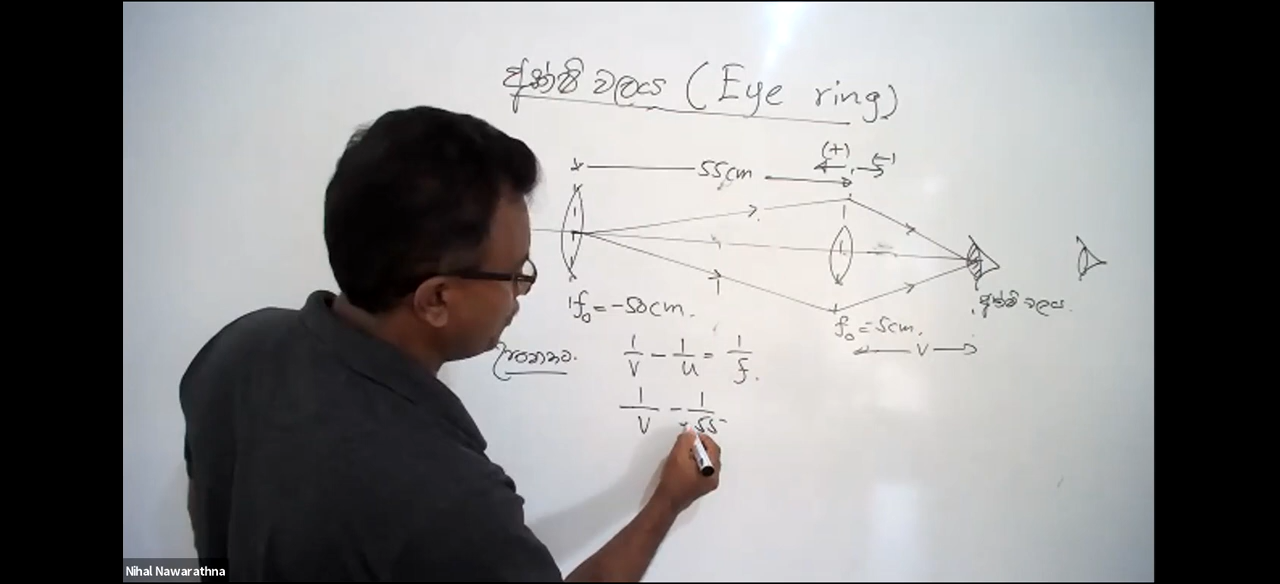 අක්ෂි වලය (Eye ring)
(+) (-)
55cm
f₀ = -50cm.
f₀ = 5cm.
අක්ෂි වලය.
V
1/V - 1/u = 1/f.
1/V - 1/+55
Nihal Nawarathna